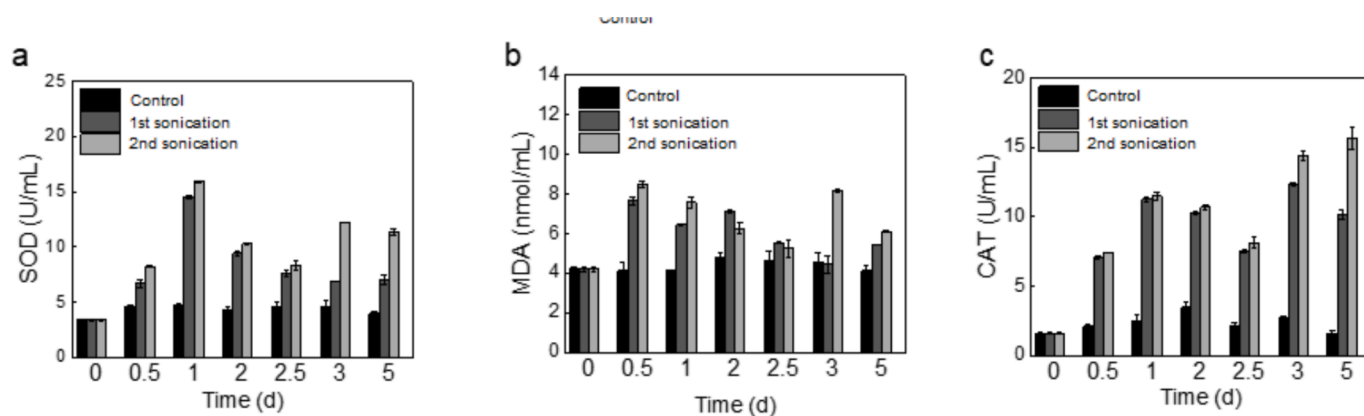 Control
a
SOD (U/mL)
25
20
15
10
5
0
Control
1st sonication
2nd sonication
0 0.5 1 2 2.5 3 5
Time (d)
b
MDA (nmol/mL)
14
12
10
8
6
4
2
0
Control
1st sonication
2nd sonication
0 0.5 1 2 2.5 3 5
Time (d)
c
CAT (U/mL)
20
15
10
5
0
Control
1st sonication
2nd sonication
0 0.5 1 2 2.5 3 5
Time (d)